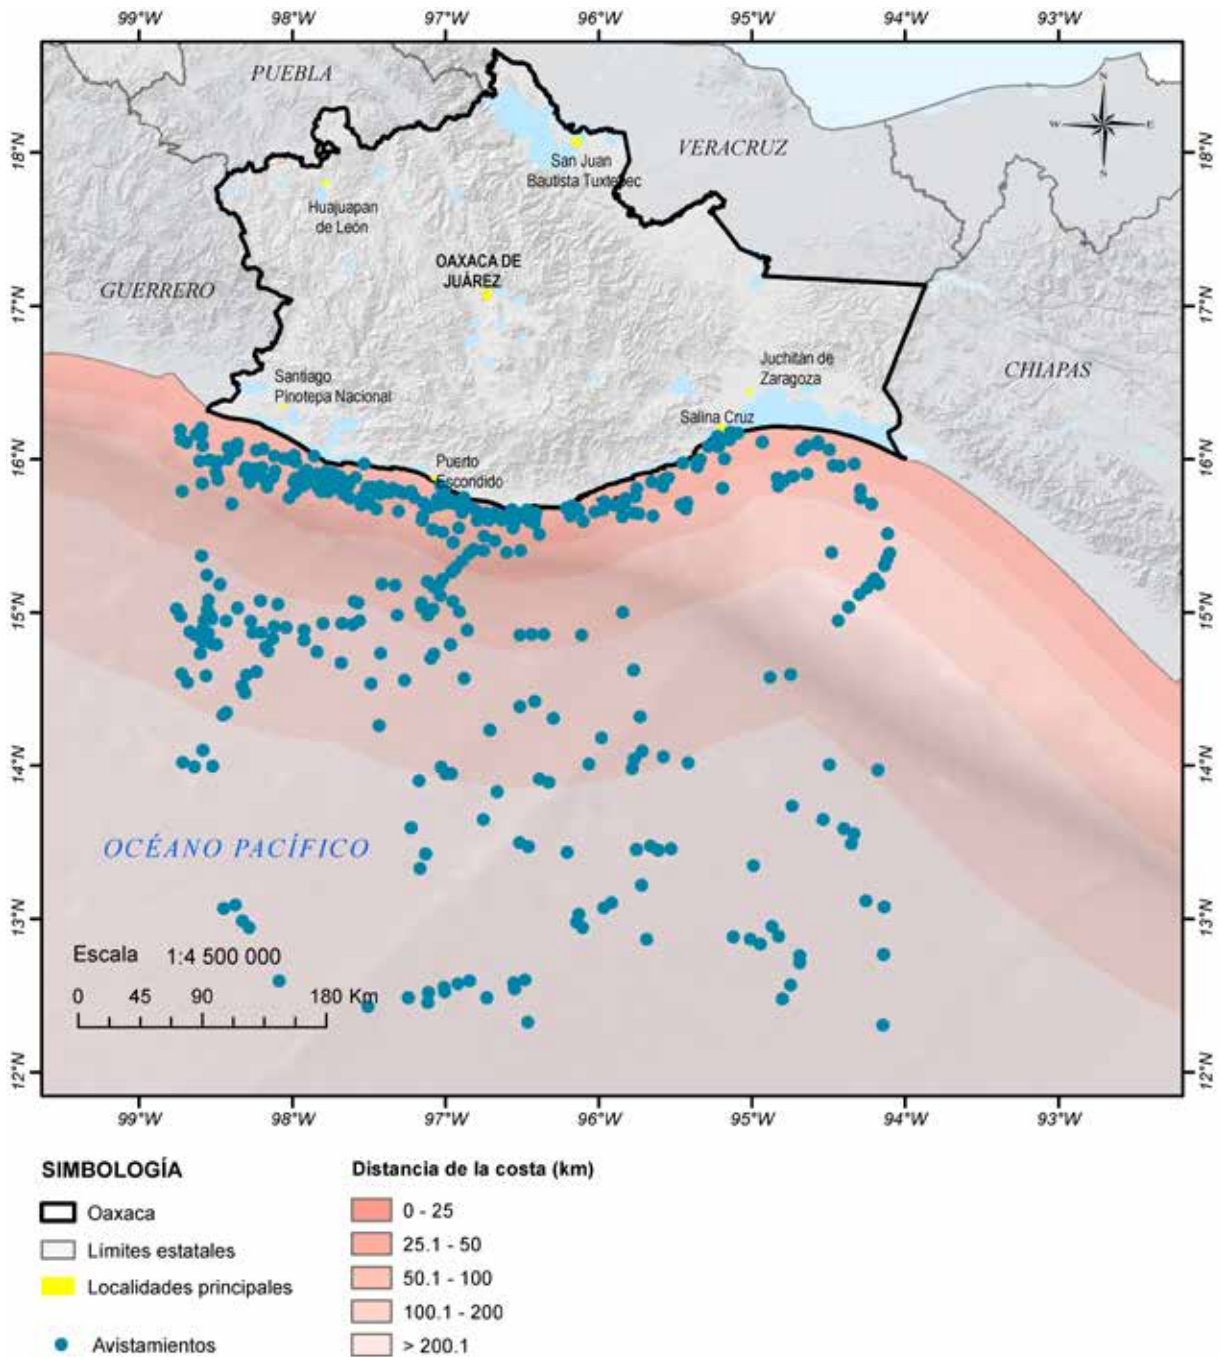 99°W 98°W 97°W 96°W 95°W 94°W 93°W
PUEBLA
N
W E
S
18°N 18°N
VERACRUZ
San Juan
Bautista Tuxtepec
Huajuapan
de León
OAXACA DE
JUÁREZ
GUERRERO
17°N 17°N
Juchitán de
Zaragoza
CHIAPAS
Santiago
Pinotepa Nacional
Salina Cruz
16°N 16°N
Puerto
Escondido
15°N 15°N
14°N 14°N
OCÉANO PACÍFICO
13°N 13°N
Escala 1:4 500 000
0 45 90 180 Km
12°N 12°N
99°W 98°W 97°W 96°W 95°W 94°W 93°W
SIMBOLOGÍA
Oaxaca
Límites estatales
Localidades principales
Avistamientos
Distancia de la costa (km)
0 - 25
25.1 - 50
50.1 - 100
100.1 - 200
> 200.1